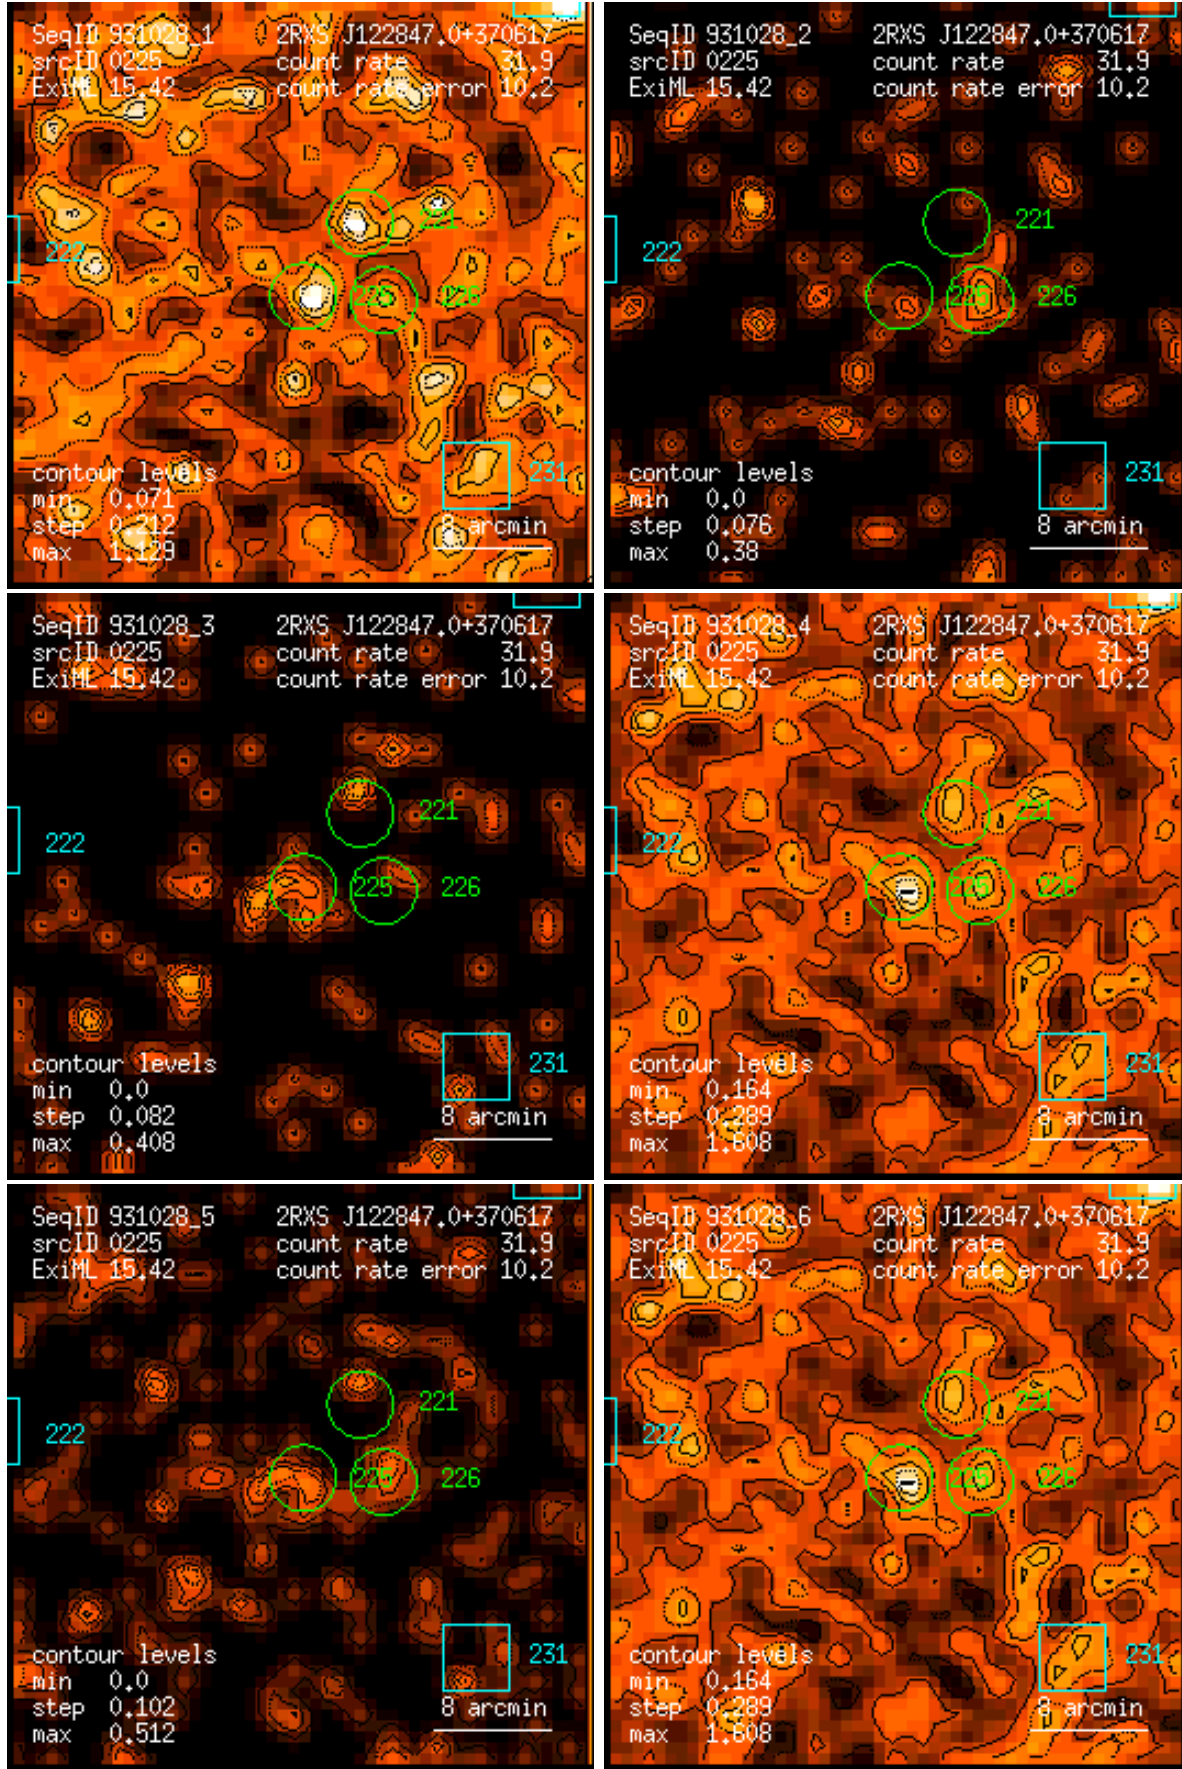 SeqID 931028_1 2RXS J122847.0+370617
srcID 0225 count rate 31.9
ExiML 15.42 count rate error 10.2
221
222
225 226
contour levels
min 0.071
step 0.212
max 1.129
231
8 arcmin
SeqID 931028_2 2RXS J122847.0+370617
srcID 0225 count rate 31.9
ExiML 15.42 count rate error 10.2
221
222
225 226
contour levels
min 0.0
step 0.076
max 0.38
231
8 arcmin
SeqID 931028_3 2RXS J122847.0+370617
srcID 0225 count rate 31.9
ExiML 15.42 count rate error 10.2
221
222
225 226
contour levels
min 0.0
step 0.082
max 0.408
231
8 arcmin
SeqID 931028_4 2RXS J122847.0+370617
srcID 0225 count rate 31.9
ExiML 15.42 count rate error 10.2
221
222
225 226
contour levels
min 0.164
step 0.289
max 1.608
231
8 arcmin
SeqID 931028_5 2RXS J122847.0+370617
srcID 0225 count rate 31.9
ExiML 15.42 count rate error 10.2
221
222
225 226
contour levels
min 0.0
step 0.102
max 0.512
231
8 arcmin
SeqID 931028_6 2RXS J122847.0+370617
srcID 0225 count rate 31.9
ExiML 15.42 count rate error 10.2
221
222
225 226
contour levels
min 0.164
step 0.289
max 1.608
231
8 arcmin